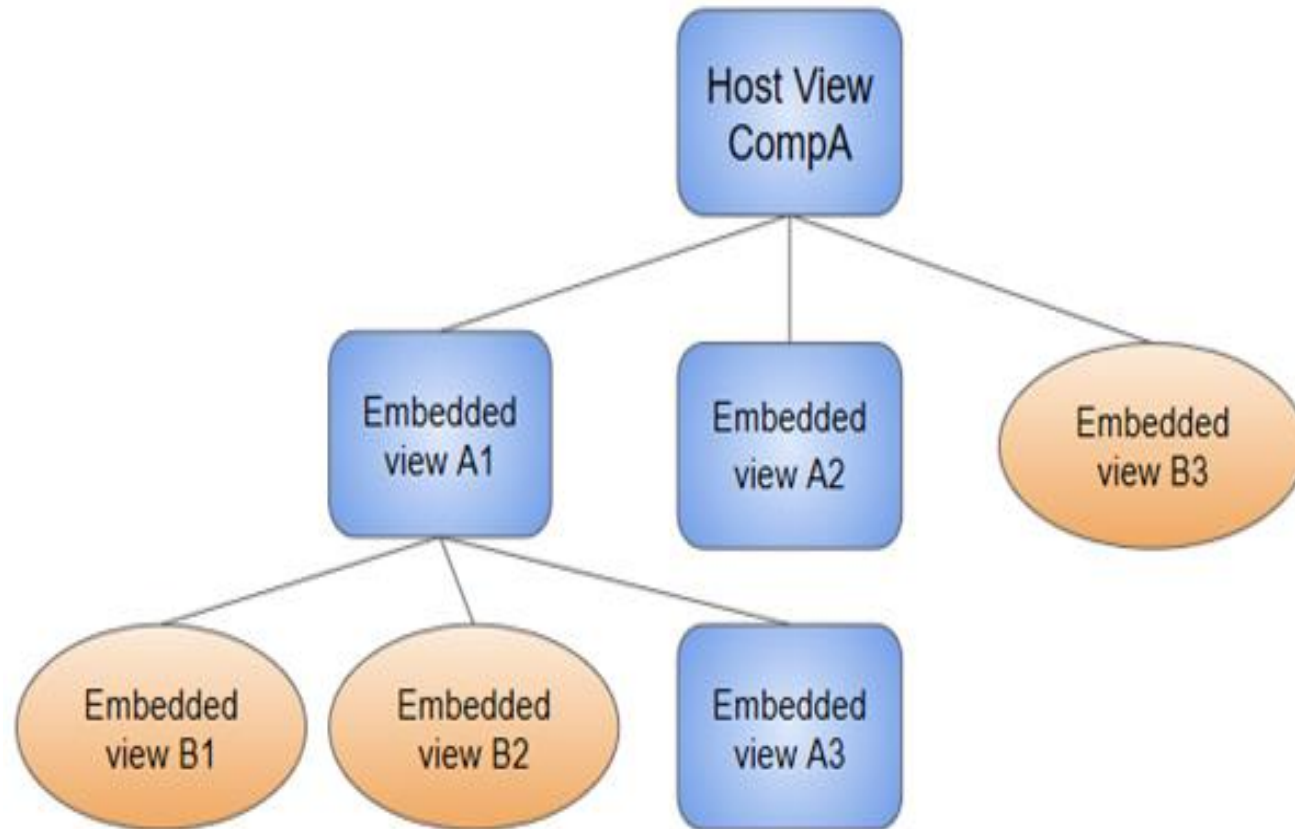 Host View
CompA
Embedded
view A1
Embedded
view A2
Embedded
view B3
Embedded
view B1
Embedded
view B2
Embedded
view A3